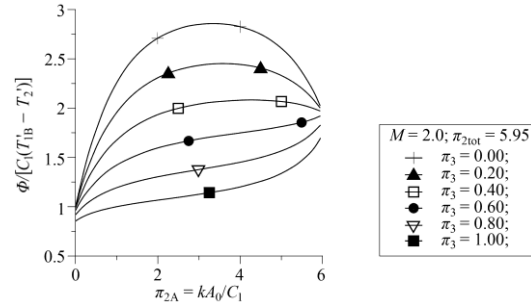 3
2.5
2
1.5
1
0.5
0
2
4
6
Φ/[C₁(T′₁B − T₂′)]
π₂A = kA₀/C₁
M = 2.0; π₂tot = 5.95
π₃ = 0.00;
π₃ = 0.20;
π₃ = 0.40;
π₃ = 0.60;
π₃ = 0.80;
π₃ = 1.00;